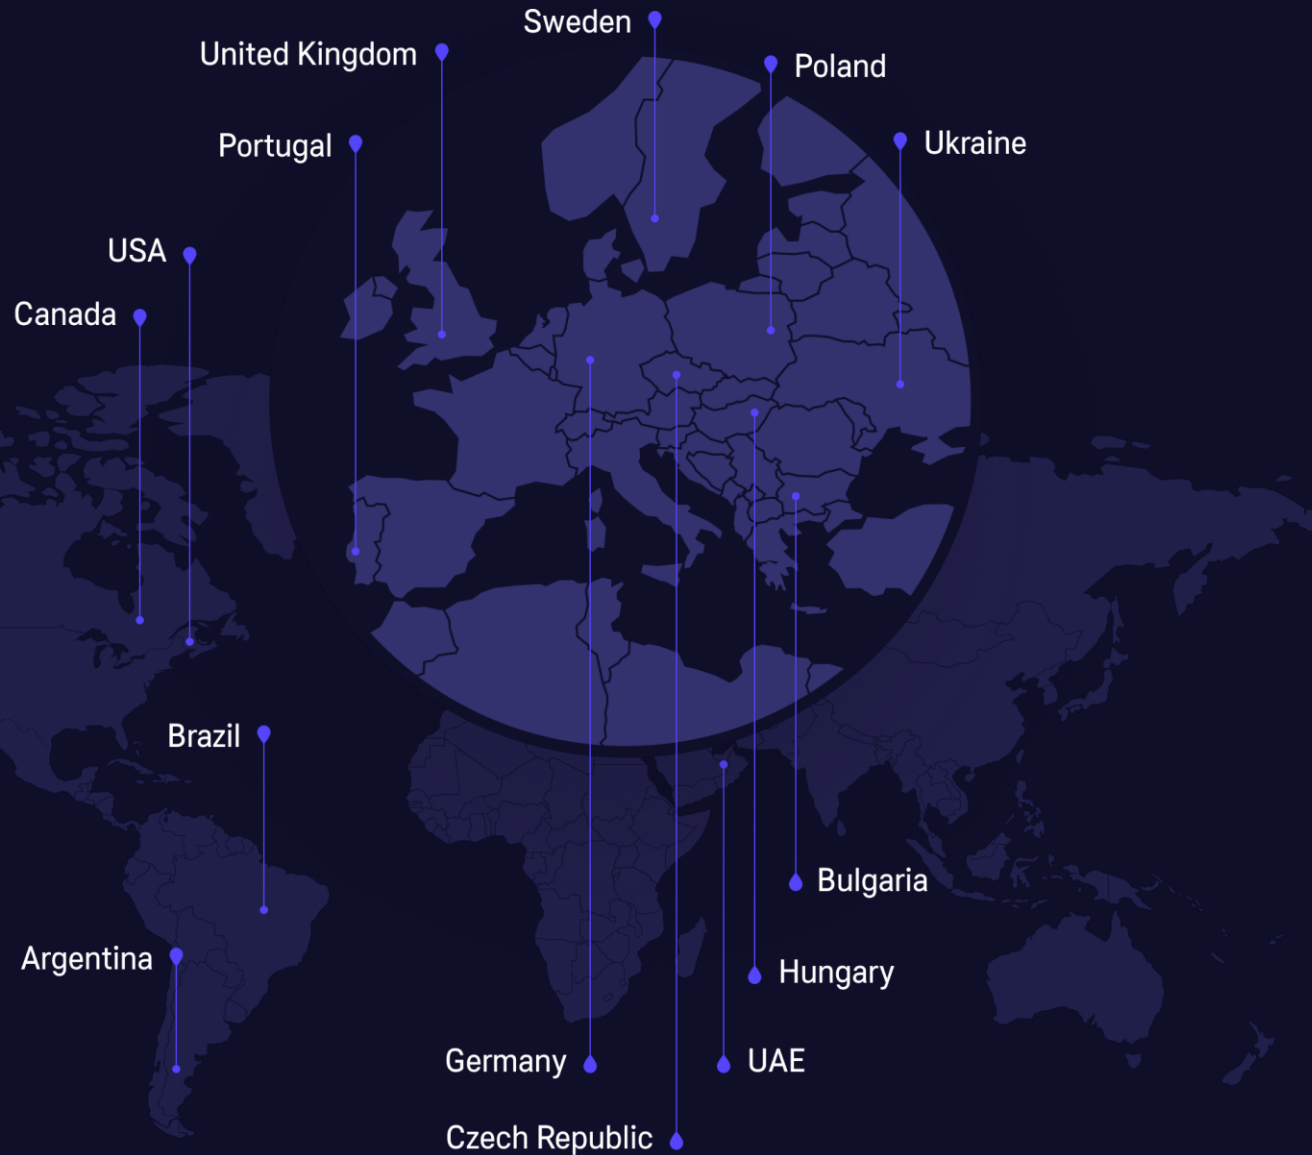 Sweden
United Kingdom
Poland
Portugal
Ukraine
USA
Canada
Brazil
Bulgaria
Argentina
Hungary
Germany
UAE
Czech Republic